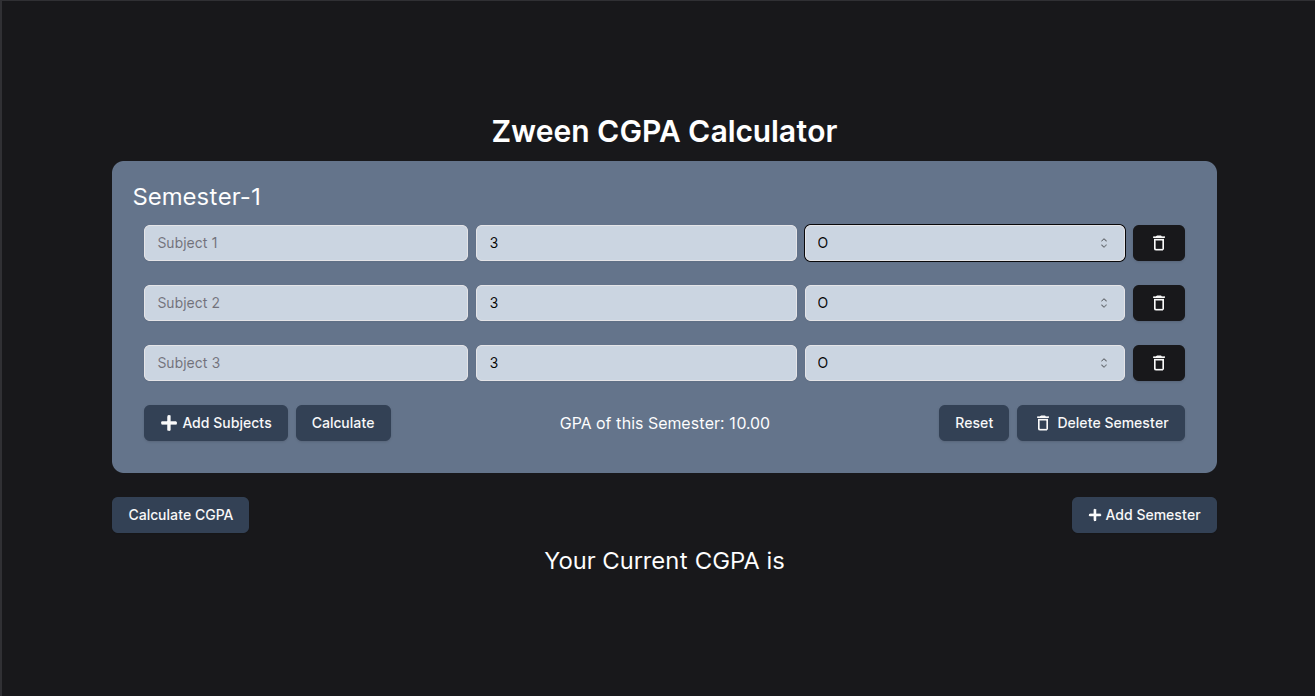 Zween CGPA Calculator
Semester-1
Subject 1 3 O
Subject 2 3 O
Subject 3 3 O
Add Subjects Calculate GPA of this Semester: 10.00 Reset Delete Semester
Calculate CGPA Add Semester
Your Current CGPA is